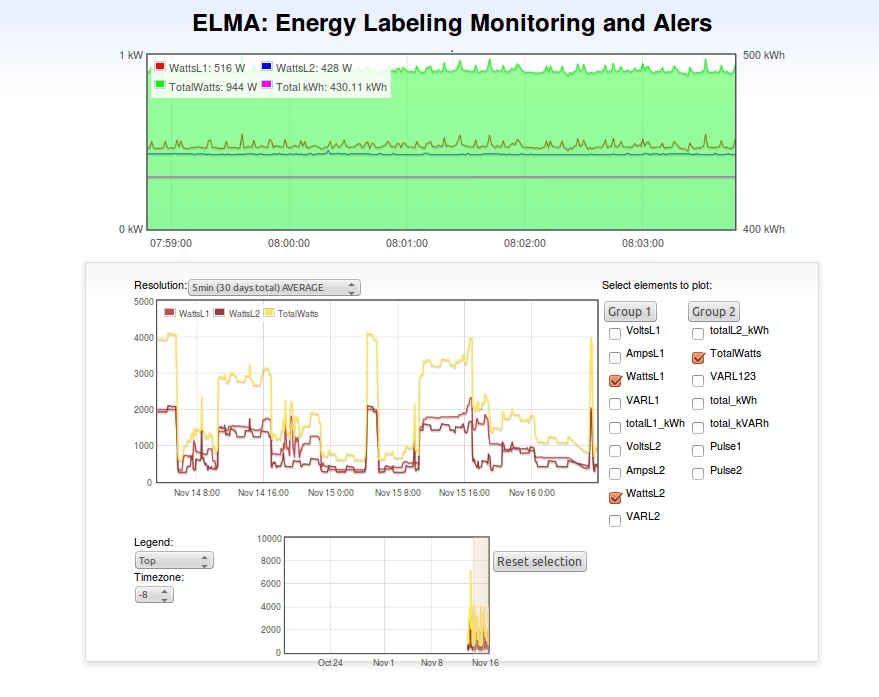 ELMA: Energy Labeling Monitoring and Alers
1 kW
500 kWh
WattsL1: 516 W WattsL2: 428 W
TotalWatts: 944 W Total kWh: 430.11 kWh
0 kW
400 kWh
07:59:00 08:00:00 08:01:00 08:02:00 08:03:00
Resolution: 5min (30 days total) AVERAGE
Select elements to plot:
5000
WattsL1 WattsL2 TotalWatts
4000
3000
2000
1000
0
Nov 14 8:00 Nov 14 16:00 Nov 15 0:00 Nov 15 8:00 Nov 15 16:00 Nov 16 0:00
Group 1 Group 2
VoltsL1 totalL2_kWh
AmpsL1 TotalWatts
WattsL1 VARL123
VARL1 total_kWh
totalL1_kWh total_kVARh
VoltsL2 Pulse1
AmpsL2 Pulse2
WattsL2
VARL2
Legend:
Top
Timezone:
-8
10000
8000
6000
4000
2000
0
Oct 24 Nov 1 Nov 8 Nov 16
Reset selection